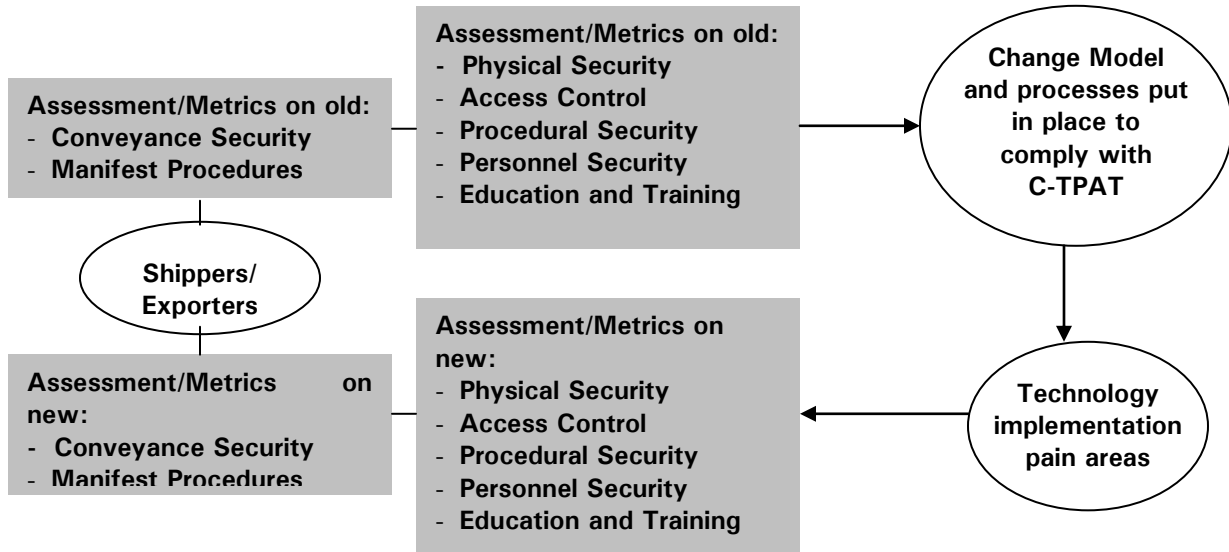 Assessment/Metrics on old:
- Conveyance Security
- Manifest Procedures
Assessment/Metrics on old:
- Physical Security
- Access Control
- Procedural Security
- Personnel Security
- Education and Training
Change Model
and processes put
in place to
comply with
C-TPAT
Shippers/
Exporters
Assessment/Metrics on
new:
- Conveyance Security
- Manifest Procedures
Assessment/Metrics on
new:
- Physical Security
- Access Control
- Procedural Security
- Personnel Security
- Education and Training
Technology
implementation
pain areas